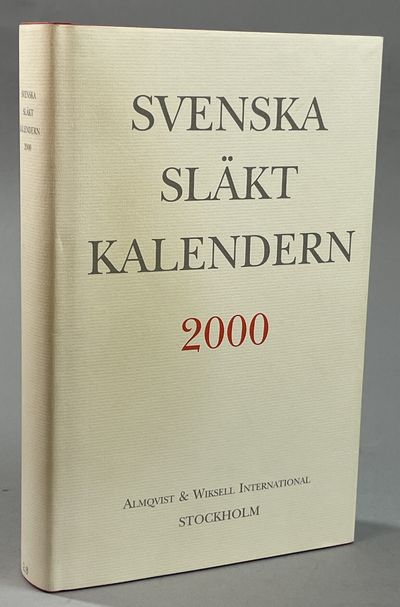 SVENSKA
SLÄKT
KALENDERN
2000
SVENSKA
SLÄKT
KALENDERN
2000
ALMQVIST & WIKSELL INTERNATIONAL
STOCKHOLM